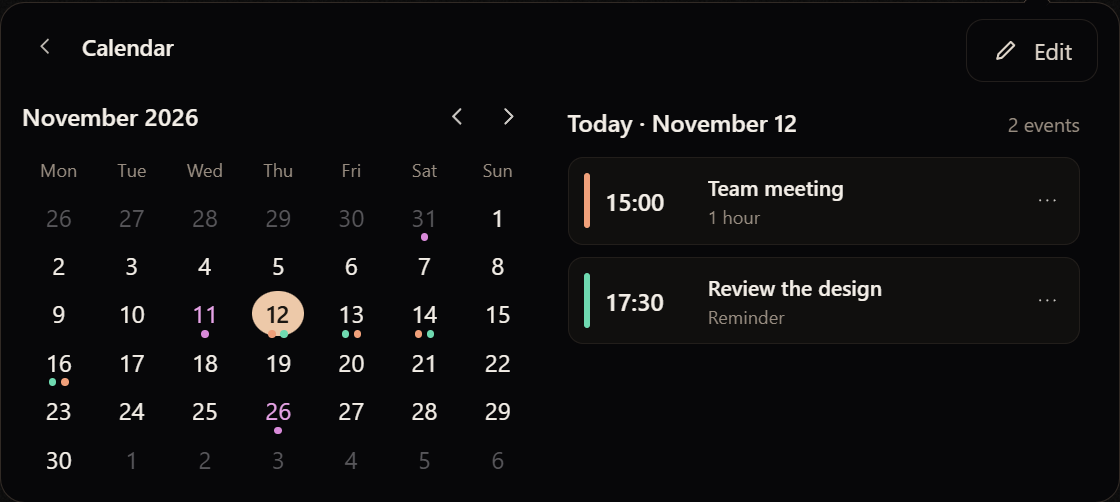 Calendar
Edit
November 2026
Mon Tue Wed Thu Fri Sat Sun
26 27 28 29 30 31 1
2 3 4 5 6 7 8
9 10 11 12 13 14 15
16 17 18 19 20 21 22
23 24 25 26 27 28 29
30 1 2 3 4 5 6
Today · November 12
2 events
15:00
Team meeting
1 hour
...
17:30
Review the design
Reminder
...